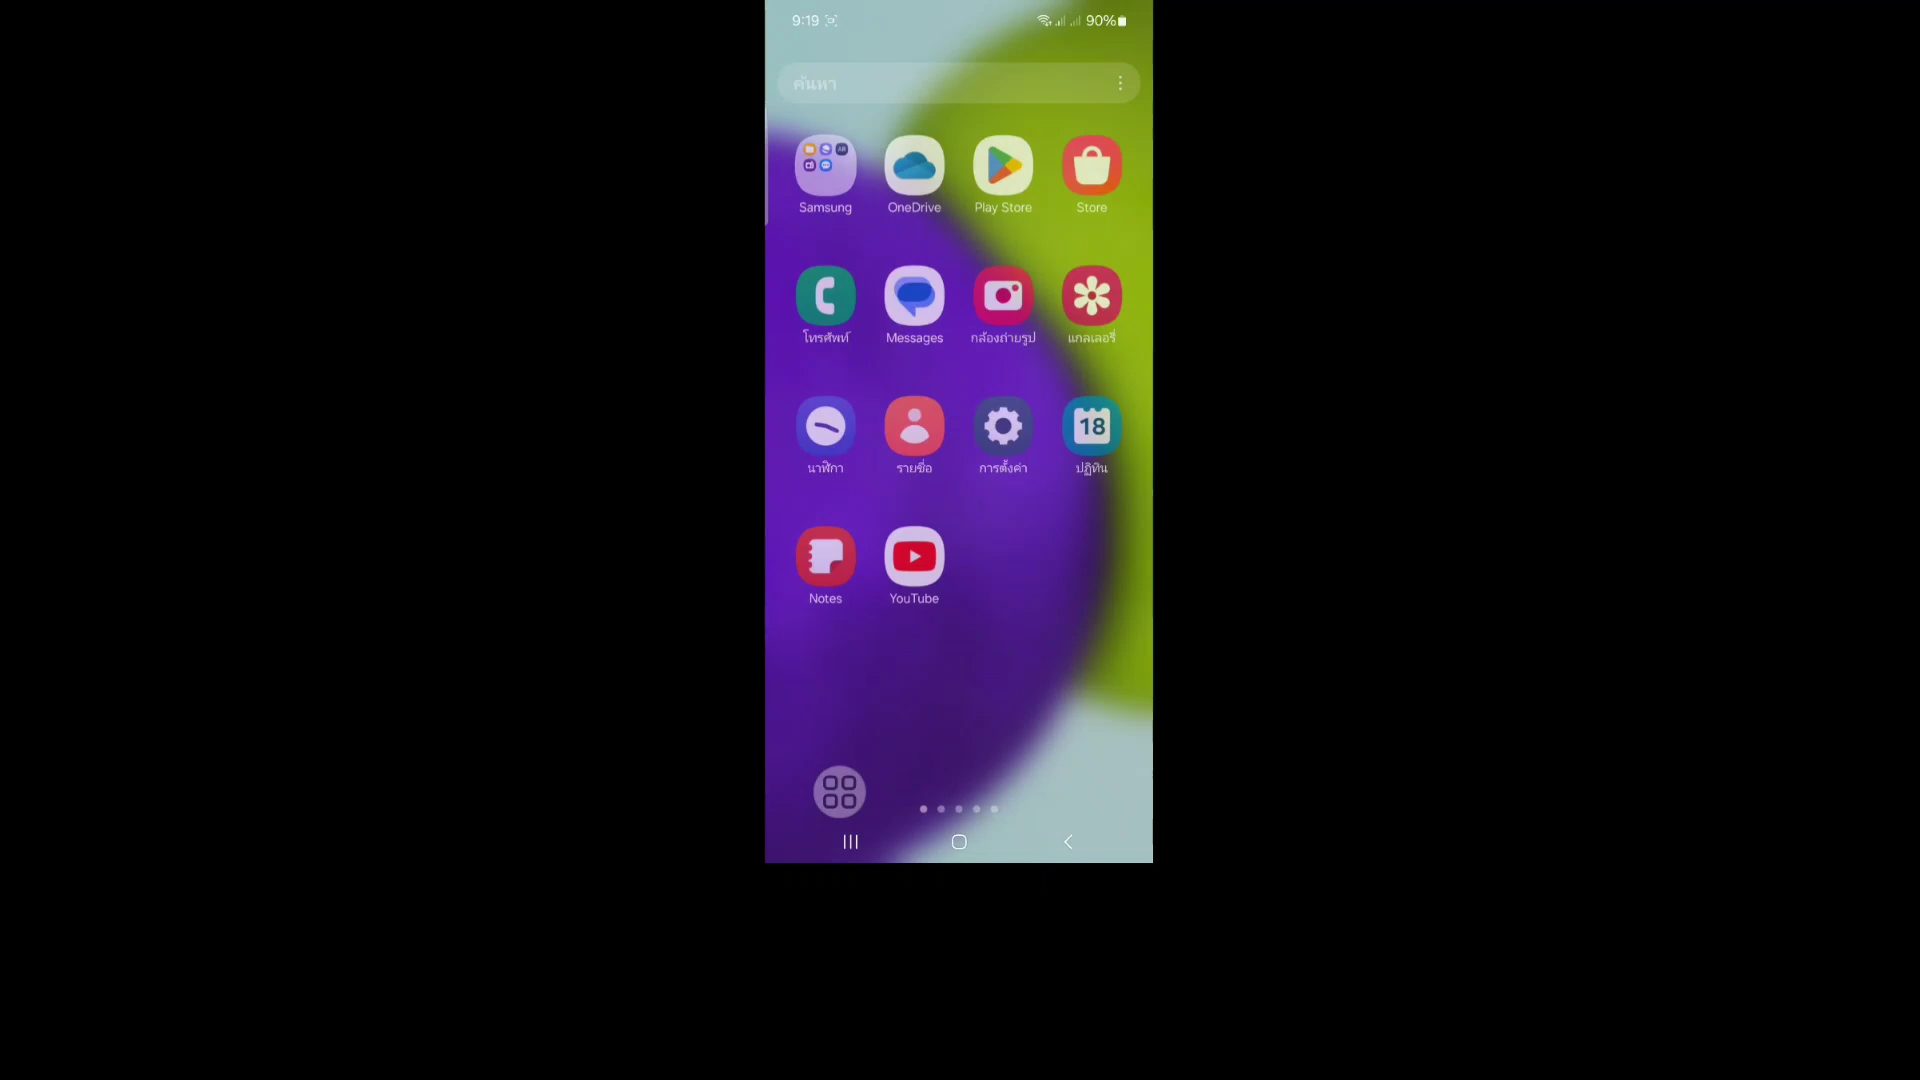 9:19 90%
ค้นหา
Samsung OneDrive Play Store Store
โทรศัพท์ Messages กล้องถ่ายรูป แกลเลอรี่
18
นาฬิกา รายชื่อ การตั้งค่า ปฏิทิน
Notes YouTube